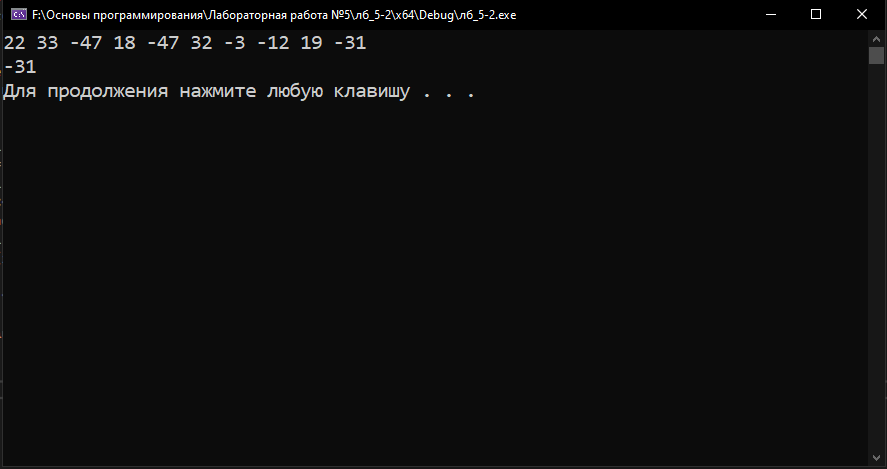 F:\Основы программирования\Лабораторная работа №5\лб_5-2\x64\Debug\лб_5-2.exe
22 33 -47 18 -47 32 -3 -12 19 -31
-31
Для продолжения нажмите любую клавишу . . .